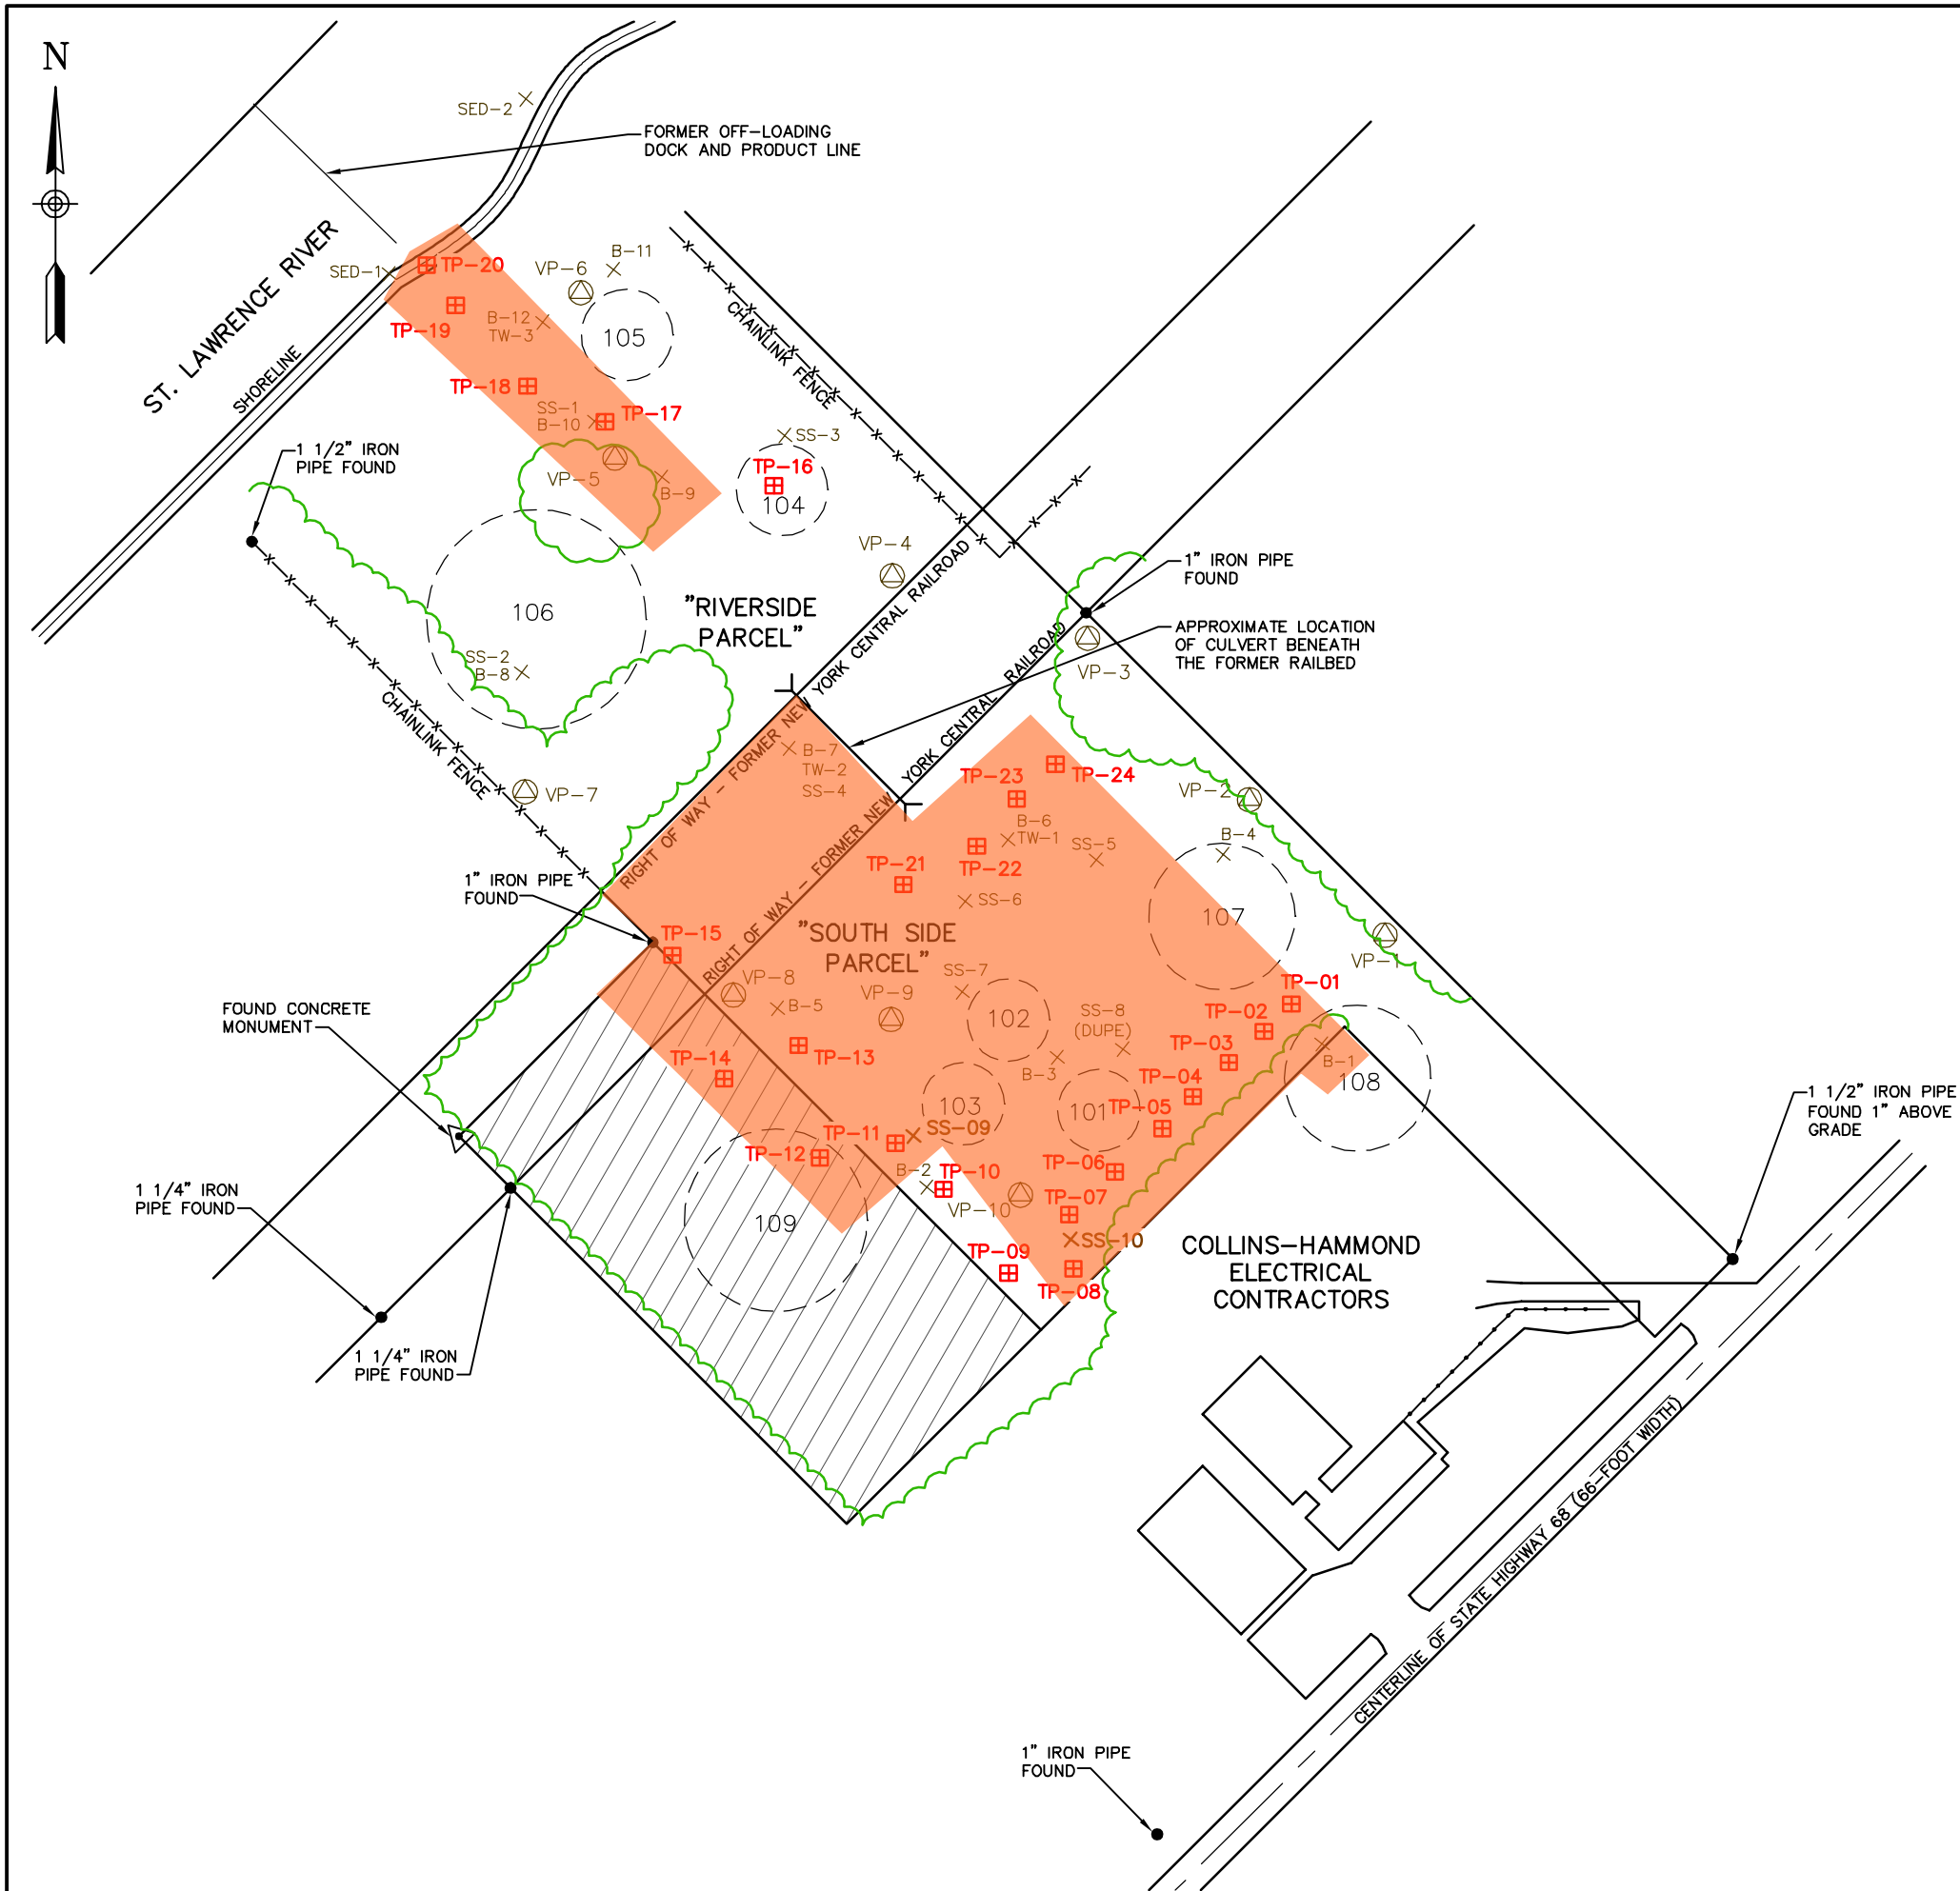 N
SED-2
FORMER OFF-LOADING
DOCK AND PRODUCT LINE
ST. LAWRENCE RIVER
SHORELINE
SED-1
TP-20
VP-6
B-11
TP-19
B-12
TW-3
105
CHAINLINK FENCE
TP-18
SS-1
B-10
TP-17
1 1/2" IRON
PIPE FOUND
SS-3
TP-16
104
VP-5
B-9
VP-4
106
"RIVERSIDE
PARCEL"
1" IRON PIPE
FOUND
APPROXIMATE LOCATION
OF CULVERT BENEATH
THE FORMER RAILBED
VP-3
SS-2
B-8
CHAINLINK FENCE
RIGHT OF WAY - FORMER NEW YORK CENTRAL RAILROAD
RIGHT OF WAY - FORMER NEW YORK CENTRAL RAILROAD
B-7
TW-2
SS-4
VP-7
TP-23
TP-24
VP-2
B-6
TW-1
SS-5
B-4
TP-21
TP-22
SS-6
107
1" IRON PIPE
FOUND
TP-15
"SOUTH SIDE
PARCEL"
VP-1
VP-8
SS-7
VP-9
TP-01
FOUND CONCRETE
MONUMENT
B-5
102
SS-8
(DUPE)
TP-02
TP-03
TP-14
TP-13
B-3
TP-04
B-1
108
103
101
TP-05
1 1/2" IRON PIPE
FOUND 1" ABOVE
GRADE
TP-11
SS-09
TP-12
B-2
TP-10
TP-06
VP-10
TP-07
1 1/4" IRON
PIPE FOUND
109
SS-10
TP-09
TP-08
COLLINS-HAMMOND
ELECTRICAL
CONTRACTORS
1 1/4" IRON
PIPE FOUND
CENTERLINE OF STATE HIGHWAY 68 (66-FOOT WIDTH)
1" IRON PIPE
FOUND